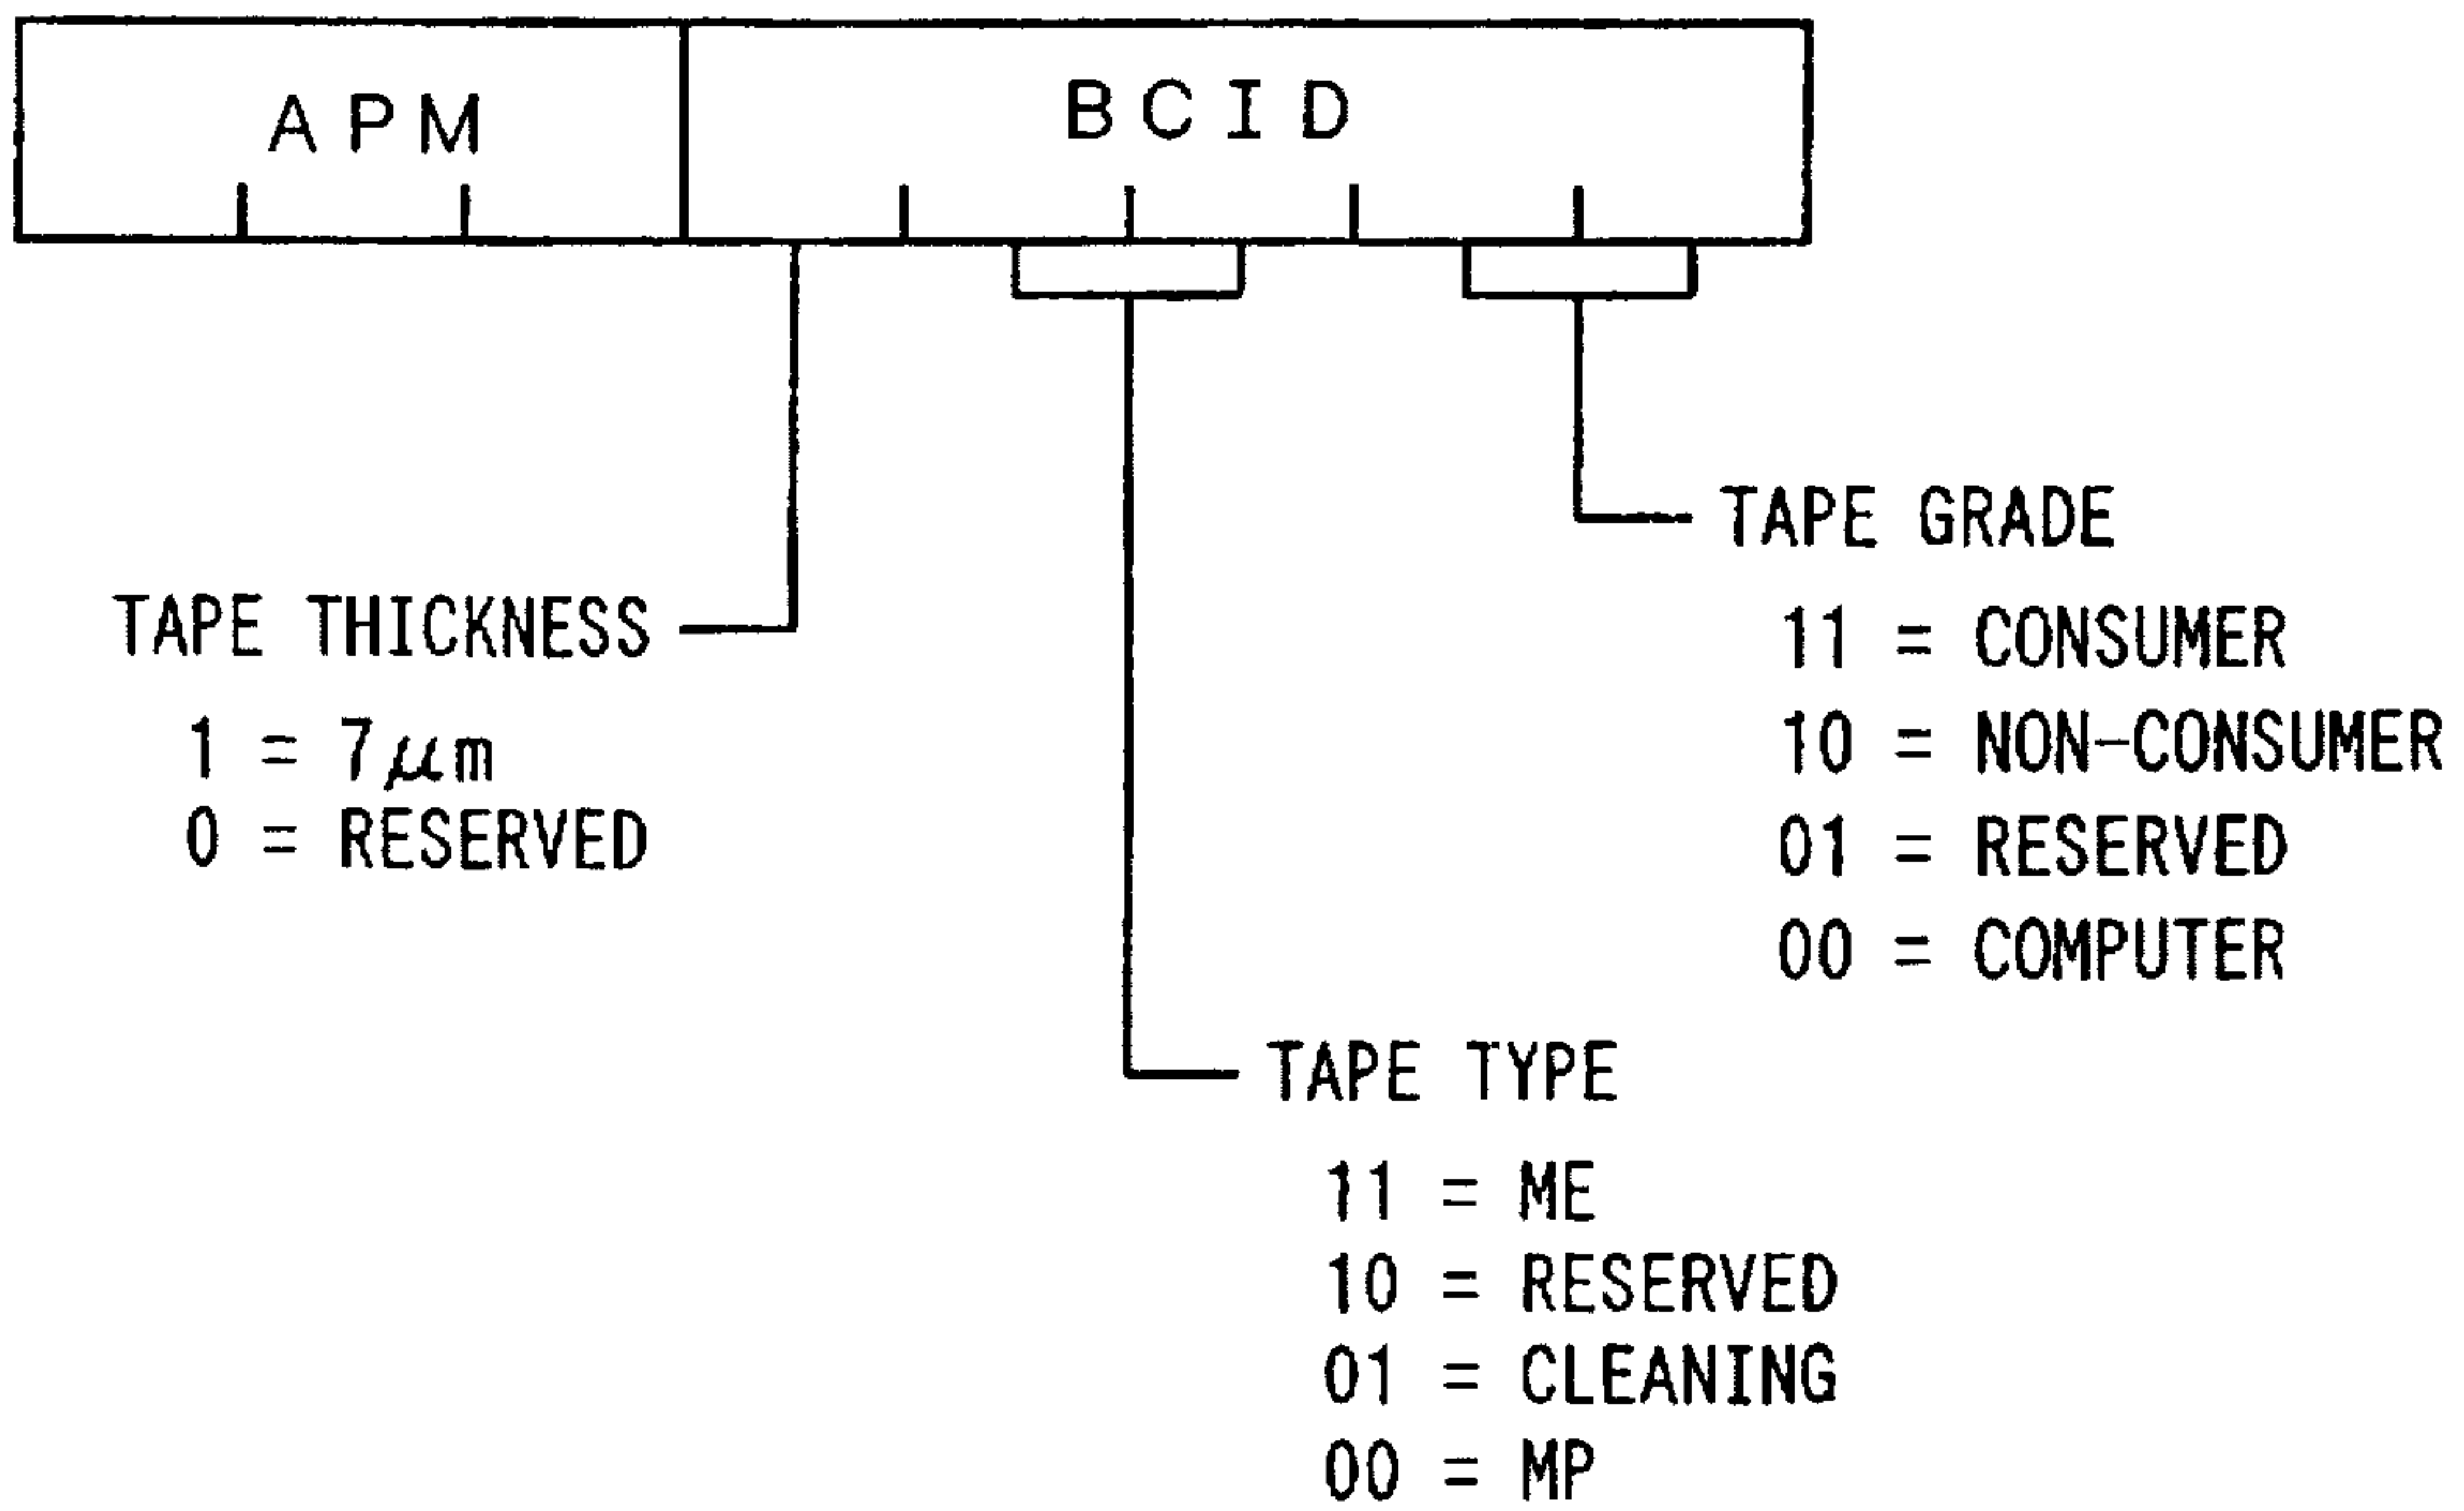 APM
BCID
TAPE THICKNESS
1 = 7μm
0 = RESERVED
TAPE GRADE
11 = CONSUMER
10 = NON-CONSUMER
01 = RESERVED
00 = COMPUTER
TAPE TYPE
11 = ME
10 = RESERVED
01 = CLEANING
00 = MP